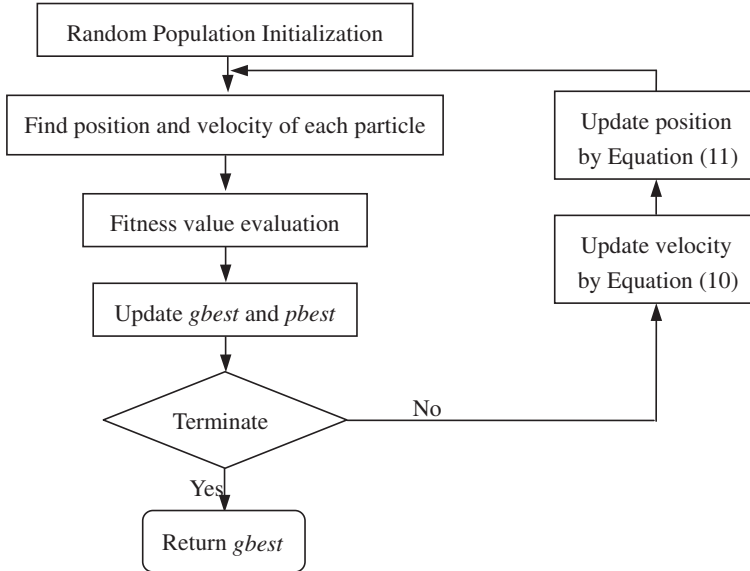 Random Population Initialization
Find position and velocity of each particle
Fitness value evaluation
Update gbest and pbest
Terminate
No
Yes
Return gbest
Update position
by Equation (11)
Update velocity
by Equation (10)